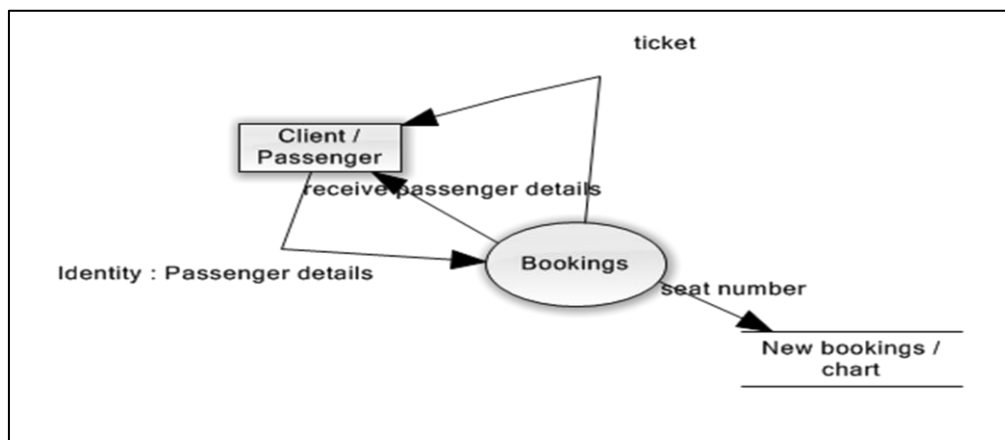 ticket
Client /
Passenger
receive passenger details
Bookings
Identity : Passenger details
seat number
New bookings /
chart